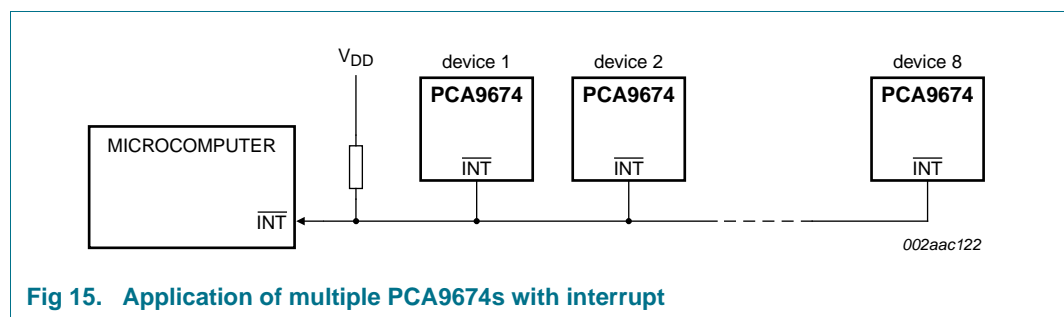 V_DD
device 1
device 2
device 8
PCA9674
PCA9674
PCA9674
MICROCOMPUTER
INT
INT
INT
INT
002aac122
Fig 15. Application of multiple PCA9674s with interrupt